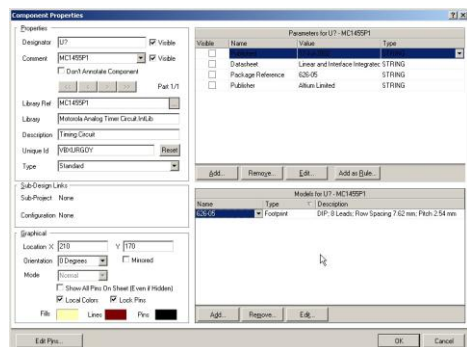 Component Properties
Properties
Designator U? Visible
Comment MC1455P1 Visible
Don't Annotate Component
<< < > >> Part 1/1
Library Ref MC1455P1 ...
Library Motorola Analog Timer Circuit.IntLib
Description Timing Circuit
Unique Id Reset
Type Standard
Sub-Design Links
Sub-Project None
Configuration None
Graphical
Location X 210 Y 170
Orientation 0 Degrees Mirrored
Mode Normal
Show All Pins On Sheet (Even if Hidden)
Local Colors Lock Pins
Fills Lines Pins
Edit Pins...
Parameters for U? - MC1455P1
Visible Name Value Type
STRING
Datasheet Linear and Interface Integrated STRING
Package Reference 626-05 STRING
Publisher Altium Limited STRING
Add... Remove... Edit... Add as Rule...
Models for U? - MC1455P1
Name Type Description
626-05 Footprint DIP; 8 Leads; Row Spacing 7.62 mm; Pitch 2.54 mm
Add... Remove... Edit...
OK Cancel